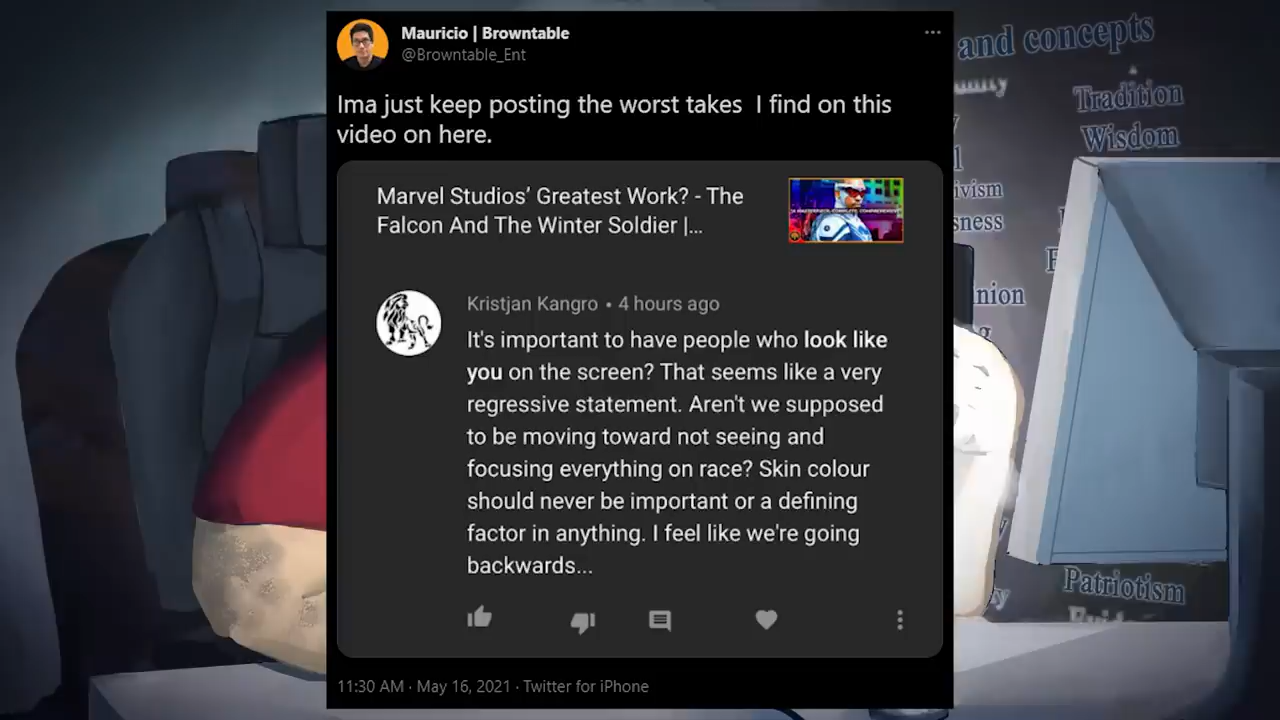 Mauricio | Browntable
@Browntable_Ent
and concepts
Tradition
Wisdom
Ima just keep posting the worst takes  I find on this
video on here.
Marvel Studios’ Greatest Work? - The
Falcon And The Winter Soldier |...
Kristjan Kangro • 4 hours ago
It's important to have people who look like
you on the screen? That seems like a very
regressive statement. Aren't we supposed
to be moving toward not seeing and
focusing everything on race? Skin colour
should never be important or a defining
factor in anything. I feel like we're going
backwards...
Patriotism
11:30 AM · May 16, 2021 · Twitter for iPhone